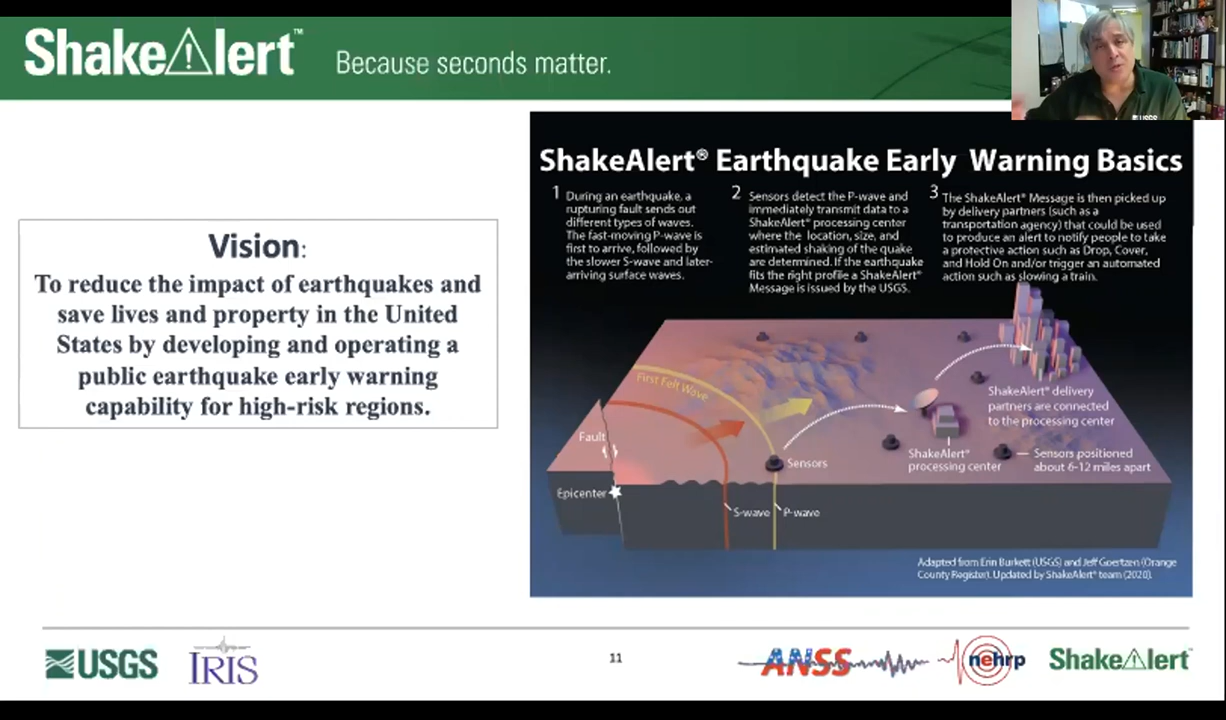 ShakeAlert™ Because seconds matter.
USGS
ShakeAlert® Earthquake Early Warning Basics
Vision:
To reduce the impact of earthquakes and
save lives and property in the United
States by developing and operating a
public earthquake early warning
capability for high-risk regions.
1 During an earthquake, a
rupturing fault sends out
different types of waves.
The fast-moving P-wave is
first to arrive, followed by
the slower S-wave and later-
arriving surface waves.
2 Sensors detect the P-wave and
immediately transmit data to a
ShakeAlert® processing center
where the location, size, and
estimated shaking of the quake
are determined. If the earthquake
fits the right profile a ShakeAlert®
Message is issued by the USGS.
3 The ShakeAlert® Message is then picked up
by delivery partners (such as a
transportation agency) that could be used
to produce an alert to notify people to take
a protective action such as Drop, Cover,
and Hold On and/or trigger an automated
action such as slowing a train.
First Felt Wave
Fault
Epicenter
Sensors
S-wave
P-wave
ShakeAlert®
processing center
ShakeAlert® delivery
partners are connected
to the processing center
Sensors positioned
about 6-12 miles apart
Adapted from Erin Burkett (USGS) and Jeff Goertzen (Orange
County Register). Updated by ShakeAlert® team (2020).
USGS
IRIS
11
ANSS
nehrp
ShakeAlert